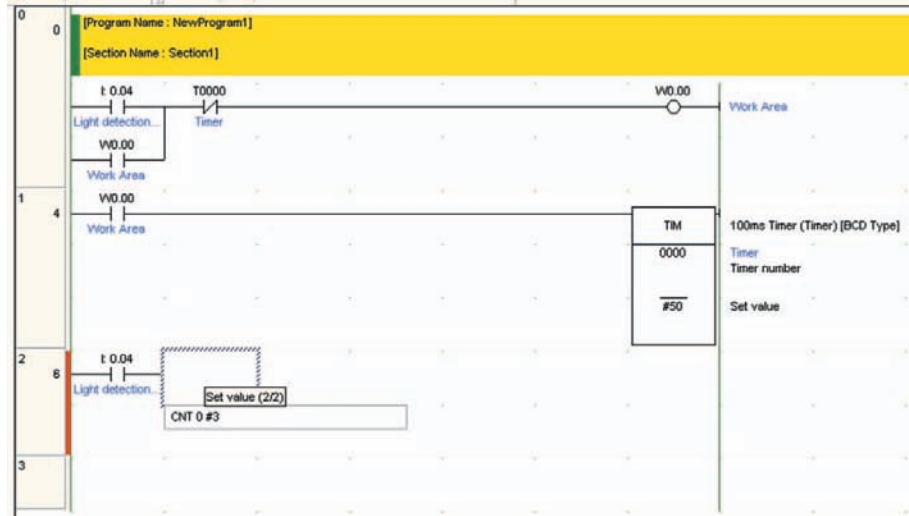 0
0
[Program Name : NewProgram1]
[Section Name : Section1]
I: 0.04
T0000
W0.00
Work Area
Light detection...
Timer
W0.00
Work Area
1
4
W0.00
Work Area
TIM
100ms Timer (Timer) [BCD Type]
0000
Timer
Timer number
#50
Set value
2
6
I: 0.04
Light detection...
Set value (2/2)
CNT 0 #3
3